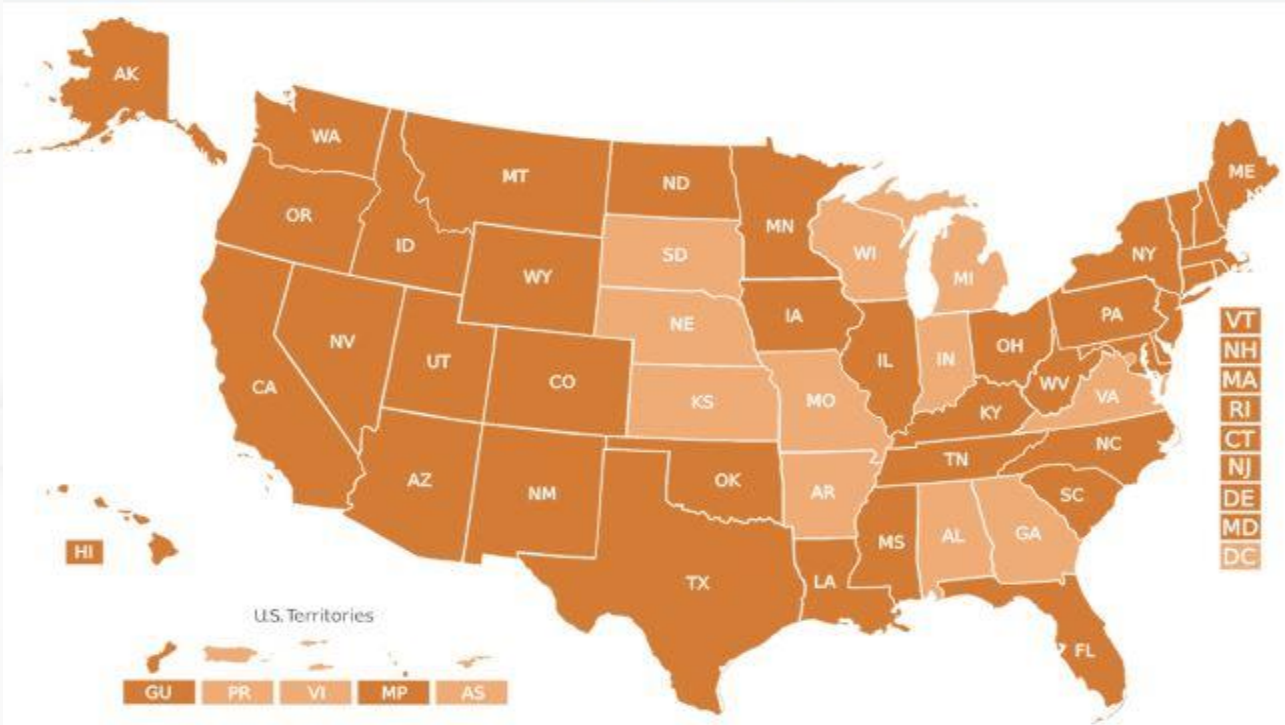 AK
WA
MT
ND
MN
ME
OR
ID
SD
WI
MI
NY
WY
NE
IA
PA
NV
UT
CO
KS
MO
IL
IN
OH
WV
VA
CA
KY
NC
AZ
NM
OK
AR
TN
SC
MS
AL
GA
TX
LA
FL
HI
VT
NH
MA
RI
CT
NJ
DE
MD
DC
U.S. Territories
GU PR VI MP AS